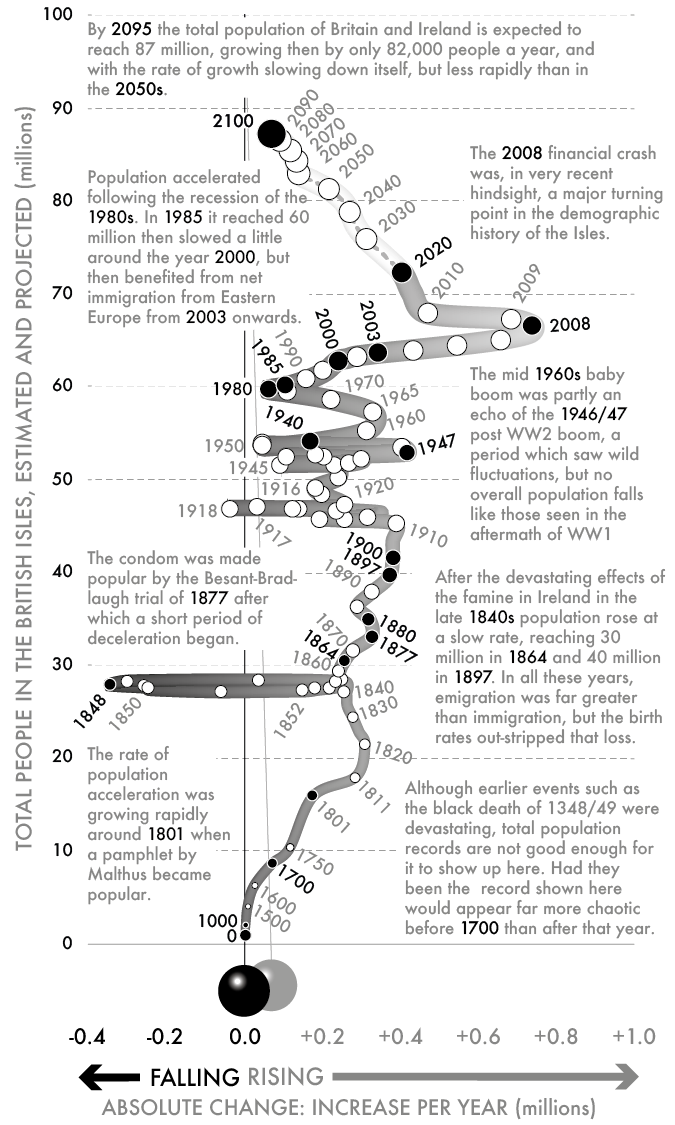 100
By 2095 the total population of Britain and Ireland is expected to
reach 87 million, growing then by only 82,000 people a year, and
with the rate of growth slowing down itself, but less rapidly than in
the 2050s.
TOTAL PEOPLE IN THE BRITISH ISLES, ESTIMATED AND PROJECTED (millions)
90
2100
2090
2080
2070
2060
2050
2040
2030
2020
2010
2009
2008
The 2008 financial crash
was, in very recent
hindsight, a major turning
point in the demographic
history of the Isles.
Population accelerated
following the recession of the
1980s. In 1985 it reached 60
million then slowed a little
around the year 2000, but
then benefited from net
immigration from Eastern
Europe from 2003 onwards.
80
70
2003
2000
1990
1985
1980
60
1970
1965
1960
1940
1950
1947
1945
50
1916
1920
1918
1917
1910
The mid 1960s baby
boom was partly an
echo of the 1946/47
post WW2 boom, a
period which saw wild
fluctuations, but no
overall population falls
like those seen in the
aftermath of WW1
1900
1897
40
1890
1880
1877
1870
1864
1860
The condom was made
popular by the Besant-Brad-
laugh trial of 1877 after
which a short period of
deceleration began.
After the devastating effects of
the famine in Ireland in the
late 1840s population rose at
a slow rate, reaching 30
million in 1864 and 40 million
in 1897. In all these years,
emigration was far greater
than immigration, but the birth
rates out-stripped that loss.
30
1848
1850
1852
1840
1830
1820
1811
1801
20
The rate of
population
acceleration was
growing rapidly
around 1801 when
a pamphlet by
Malthus became
popular.
Although earlier events such as
the black death of 1348/49 were
devastating, total population
records are not good enough for
it to show up here. Had they
been the record shown here
would appear far more chaotic
before 1700 than after that year.
10
1750
1700
1600
1500
1000
0
0
-0.4 -0.2 0.0 +0.2 +0.4 +0.6 +0.8 +1.0
FALLING RISING
ABSOLUTE CHANGE: INCREASE PER YEAR (millions)